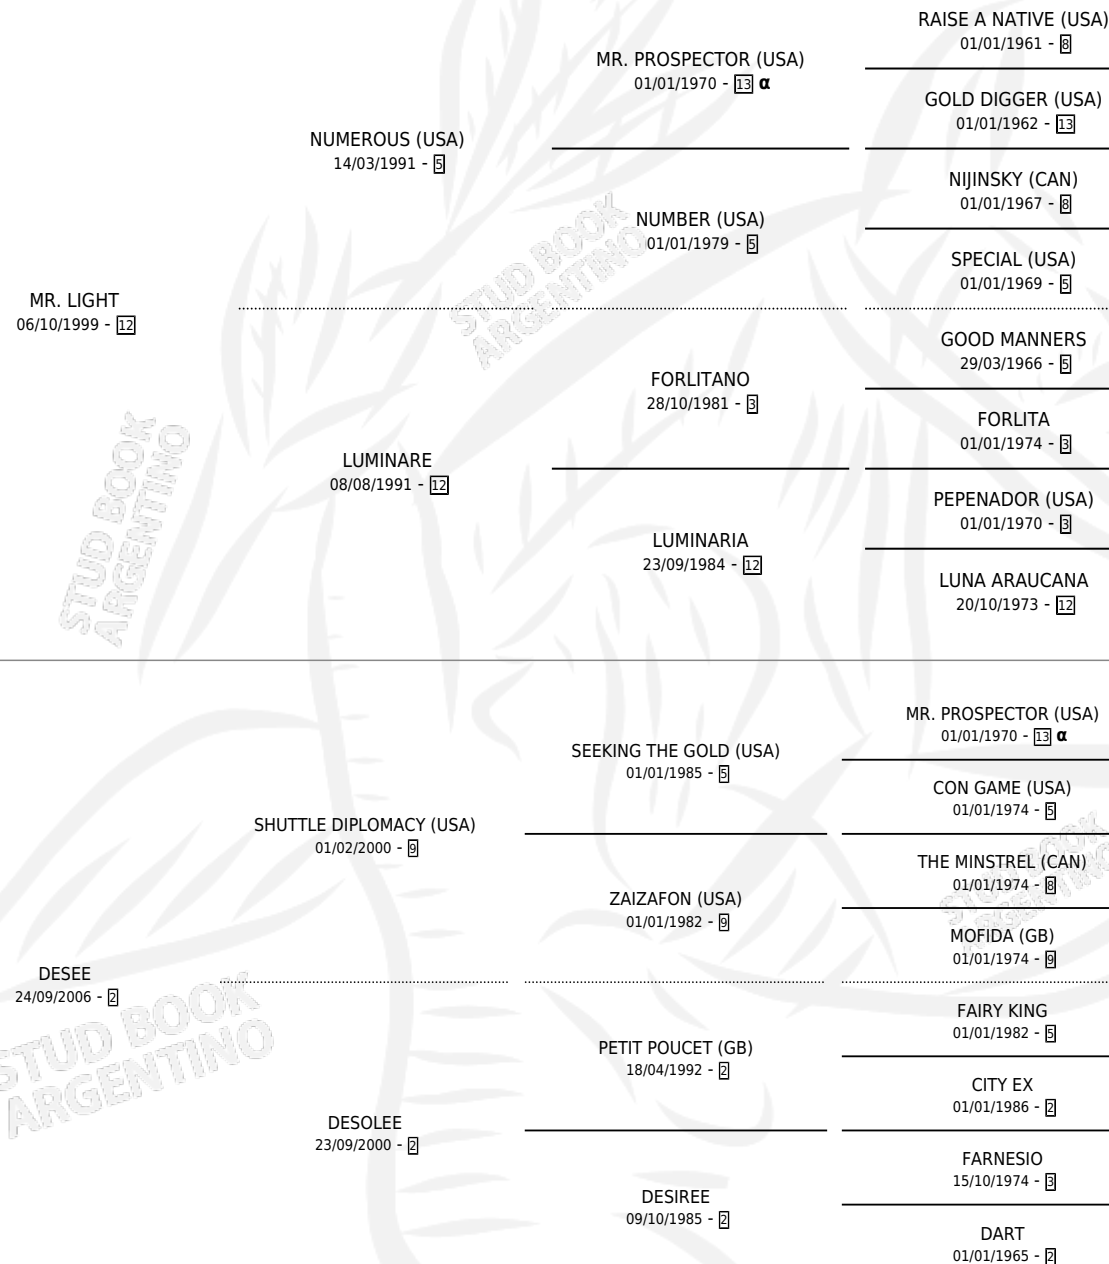 RAISE A NATIVE (USA)
01/01/1961 - 8
MR. PROSPECTOR (USA)
01/01/1970 - 13 α
GOLD DIGGER (USA)
01/01/1962 - 13
NUMEROUS (USA)
14/03/1991 - 5
NIJINSKY (CAN)
01/01/1967 - 8
NUMBER (USA)
01/01/1979 - 5
SPECIAL (USA)
01/01/1969 - 5
MR. LIGHT
06/10/1999 - 12
GOOD MANNERS
29/03/1966 - 5
FORLITANO
28/10/1981 - 3
FORLITA
01/01/1974 - 3
LUMINARE
08/08/1991 - 12
PEPENADOR (USA)
01/01/1970 - 3
LUMINARIA
23/09/1984 - 12
LUNA ARAUCANA
20/10/1973 - 12
MR. PROSPECTOR (USA)
01/01/1970 - 13 α
SEEKING THE GOLD (USA)
01/01/1985 - 5
CON GAME (USA)
01/01/1974 - 5
SHUTTLE DIPLOMACY (USA)
01/02/2000 - 9
THE MINSTREL (CAN)
01/01/1974 - 8
ZAIZAFON (USA)
01/01/1982 - 9
MOFIDA (GB)
01/01/1974 - 9
DESEE
24/09/2006 - 2
FAIRY KING
01/01/1982 - 5
PETIT POUCET (GB)
18/04/1992 - 2
CITY EX
01/01/1986 - 2
DESOLEE
23/09/2000 - 2
FARNESIO
15/10/1974 - 3
DESIREE
09/10/1985 - 2
DART
01/01/1965 - 2
STUD BOOK
ARGENTINO
STUD BOOK
ARGENTINO
STUD BOOK
ARGENTINO
STUD BOOK
ARGENTINO